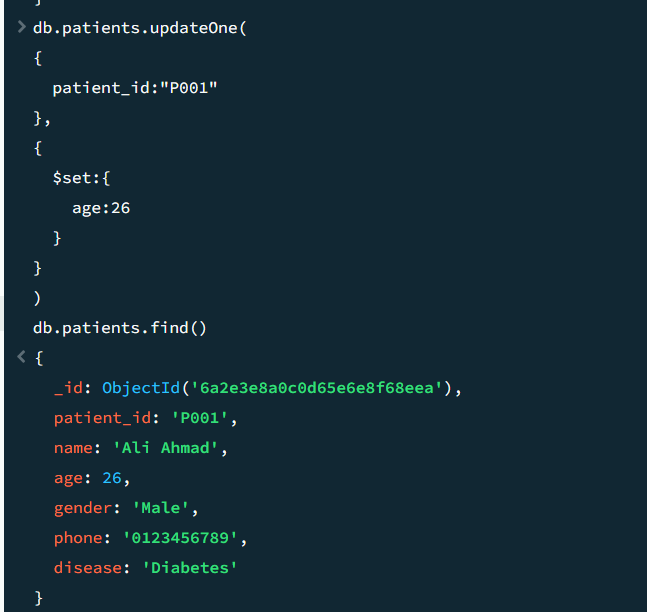 }
> db.patients.updateOne(
{
patient_id:"P001"
},
{
$set:{
age:26
}
}
)
db.patients.find()
< {
_id: ObjectId('6a2e3e8a0c0d65e6e8f68eea'),
patient_id: 'P001',
name: 'Ali Ahmad',
age: 26,
gender: 'Male',
phone: '0123456789',
disease: 'Diabetes'
}